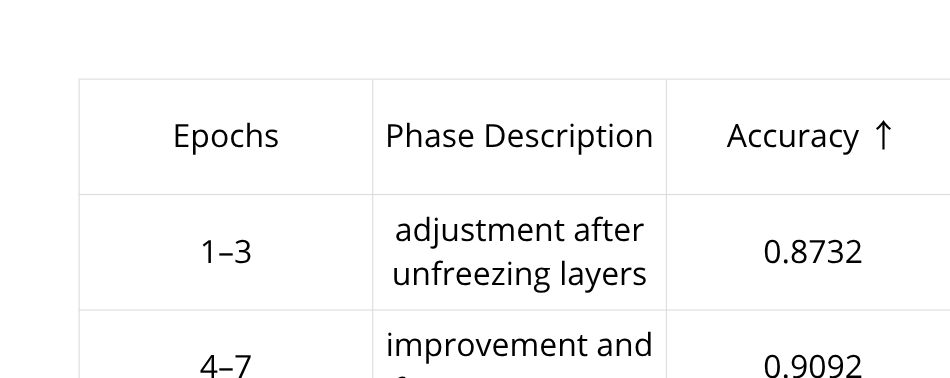 Epochs
Phase Description
Accuracy ↑
1–3
adjustment after
unfreezing layers
0.8732
4–7
improvement and
0.9092